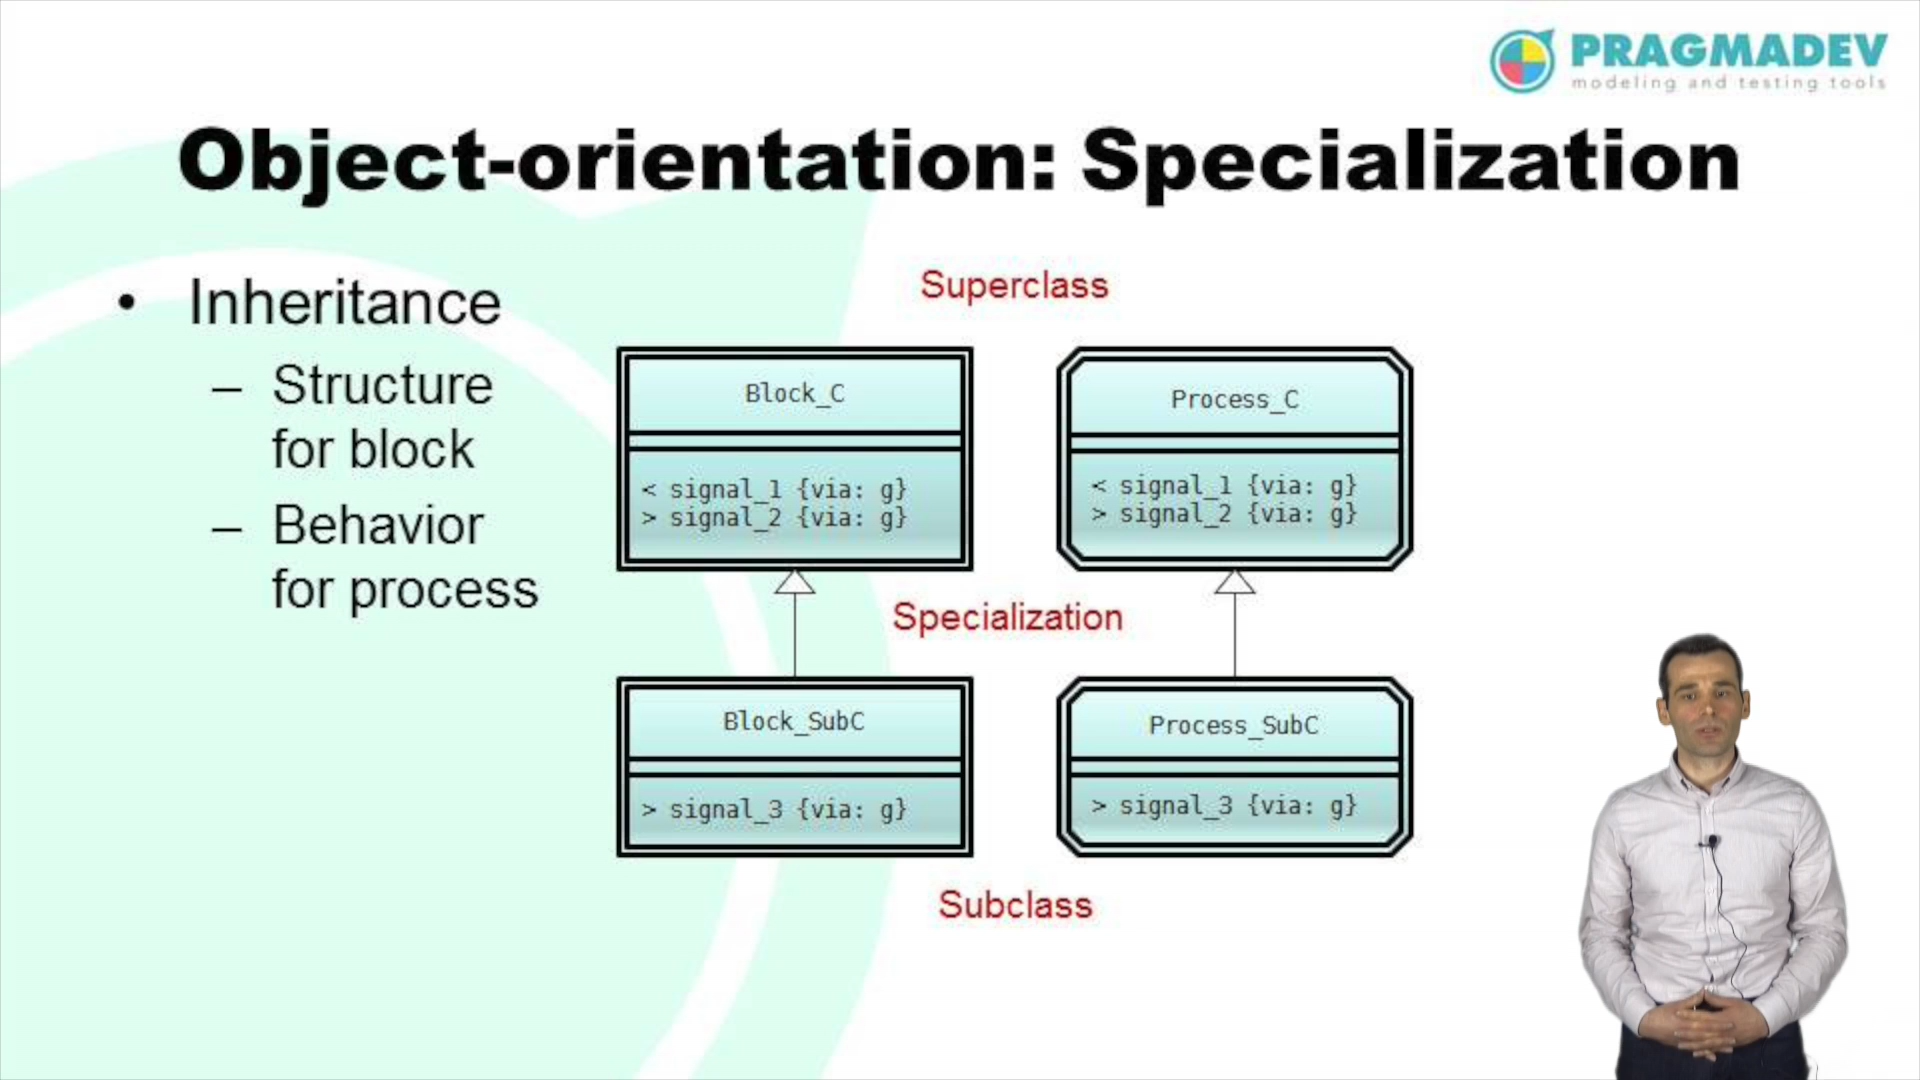 PRAGMADEV
modeling and testing tools
Object-orientation: Specialization
• Inheritance
– Structure
for block
– Behavior
for process
Superclass
Block_C
< signal_1 {via: g}
> signal_2 {via: g}
Process_C
< signal_1 {via: g}
> signal_2 {via: g}
Specialization
Block_SubC
> signal_3 {via: g}
Process_SubC
> signal_3 {via: g}
Subclass